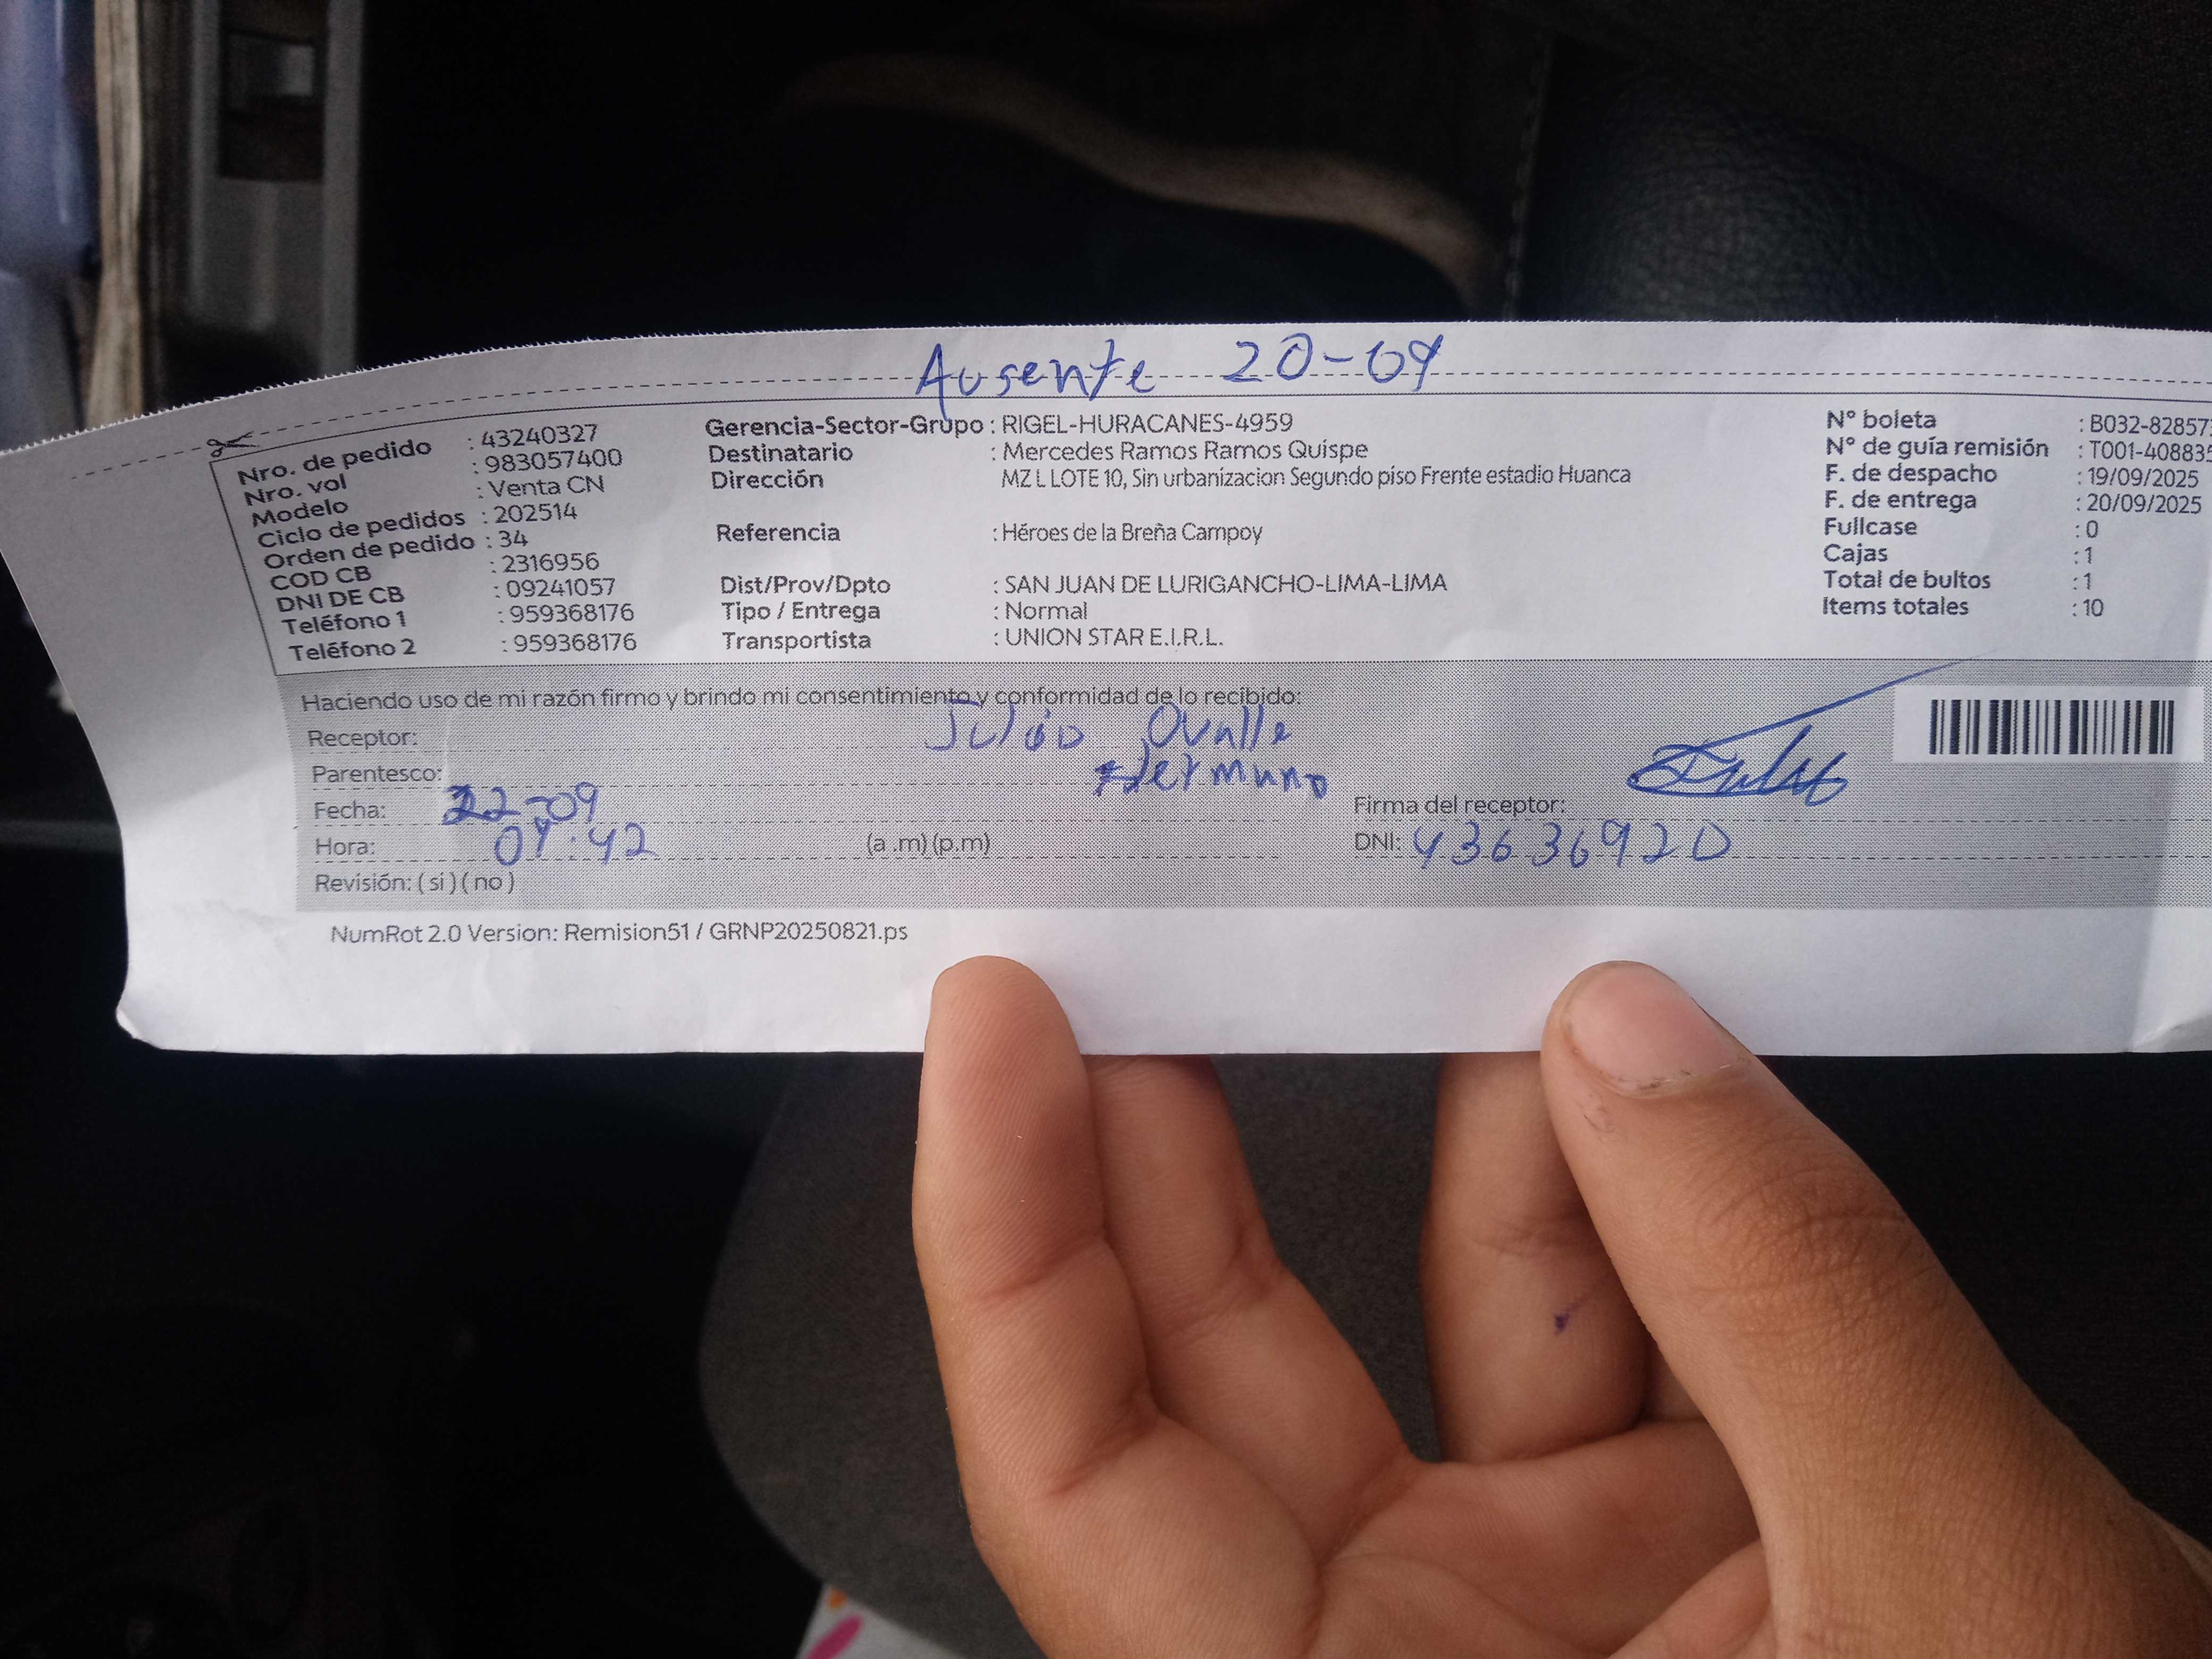 Ausente 20-09
Nro. de pedido : 43240327
Nro. vol : 983057400
Modelo : Venta CN
Ciclo de pedidos : 202514
Orden de pedido : 34
COD CB : 2316956
DNI DE CB : 09241057
Teléfono 1 : 959368176
Teléfono 2 : 959368176
Gerencia-Sector-Grupo : RIGEL-HURACANES-4959
Destinatario : Mercedes Ramos Ramos Quispe
Dirección MZ L LOTE 10, Sin urbanizacion Segundo piso Frente estadio Huanca
Referencia : Héroes de la Breña Campoy
Dist/Prov/Dpto : SAN JUAN DE LURIGANCHO-LIMA-LIMA
Tipo / Entrega : Normal
Transportista : UNION STAR E.I.R.L.
N° boleta : B032-82857
N° de guía remisión : T001-408835
F. de despacho : 19/09/2025
F. de entrega : 20/09/2025
Fullcase : 0
Cajas : 1
Total de bultos : 1
Items totales : 10
Haciendo uso de mi razón firmo y brindo mi consentimiento y conformidad de lo recibido:
Receptor: Julio Ovalle
Parentesco: Hermano
Fecha: 22-09
Hora: 09:42 (a .m) (p.m)
Revisión: ( si ) ( no )
Firma del receptor:
DNI: 43636920
NumRot 2.0 Version: Remision51 / GRNP20250821.ps